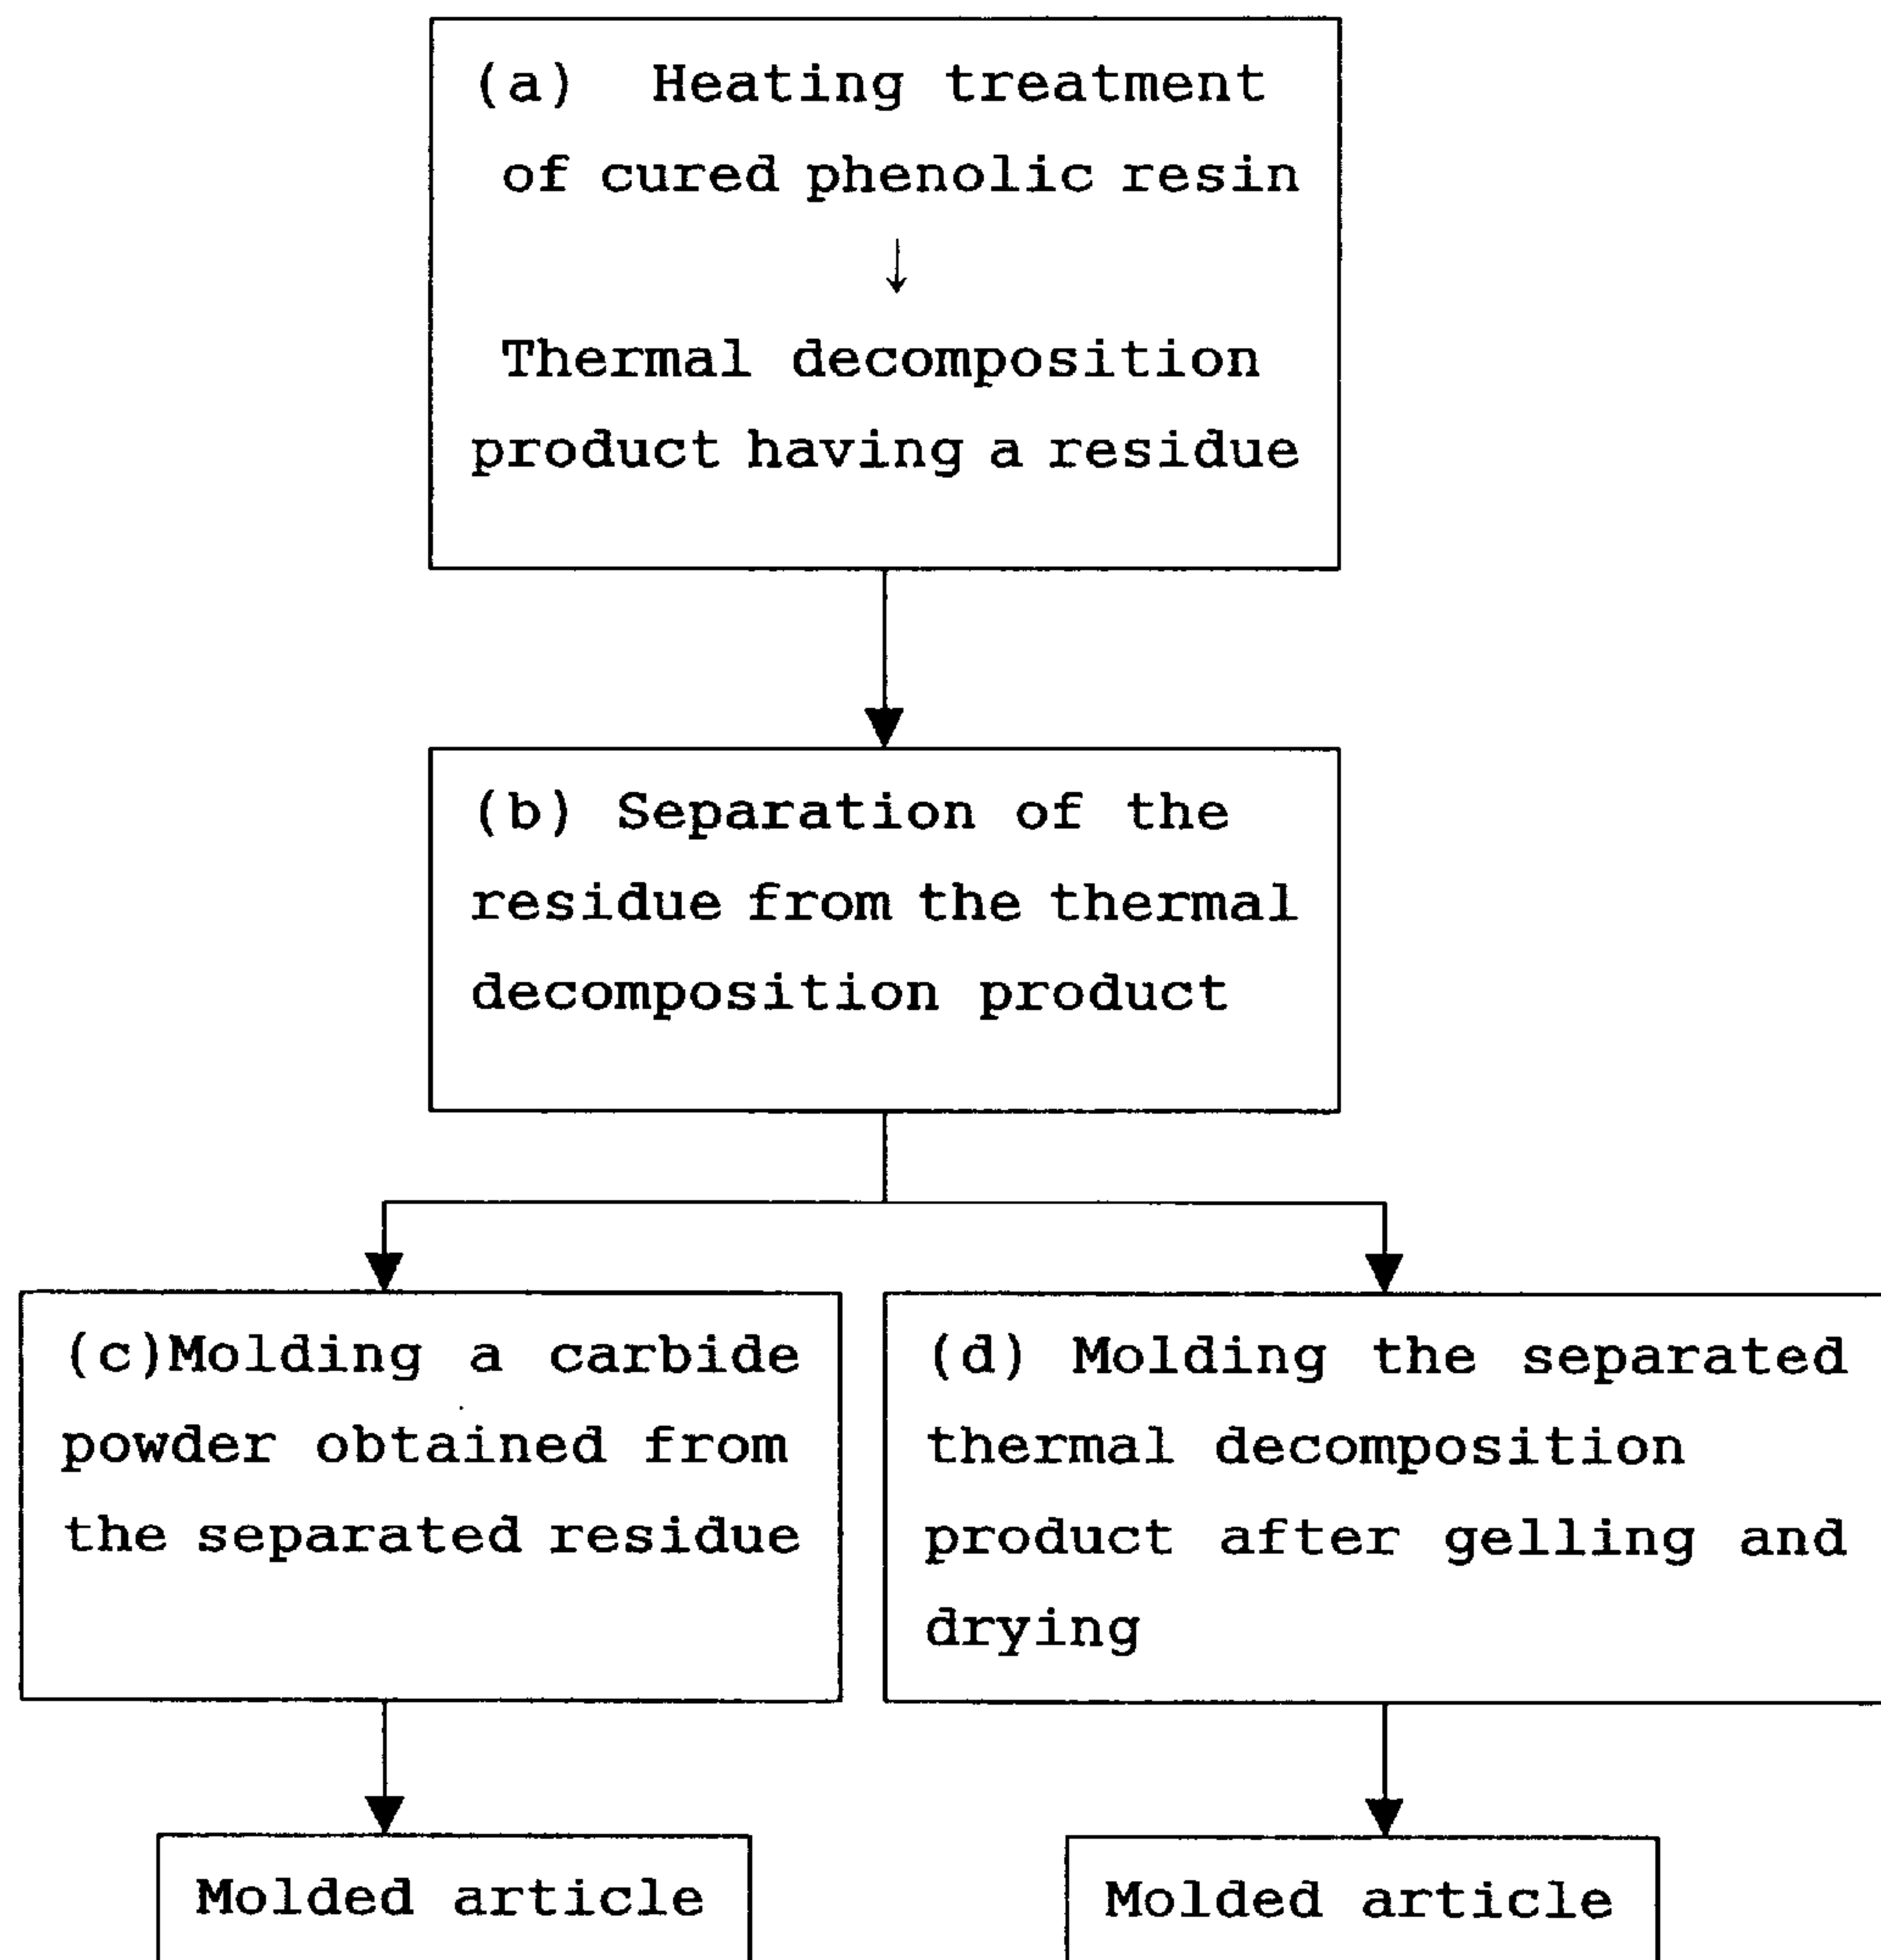 (a) Heating treatment
of cured phenolic resin
↓
Thermal decomposition
product having a residue
(b) Separation of the
residue from the thermal
decomposition product
(c)Molding a carbide
powder obtained from
the separated residue
(d) Molding the separated
thermal decomposition
product after gelling and
drying
Molded article
Molded article